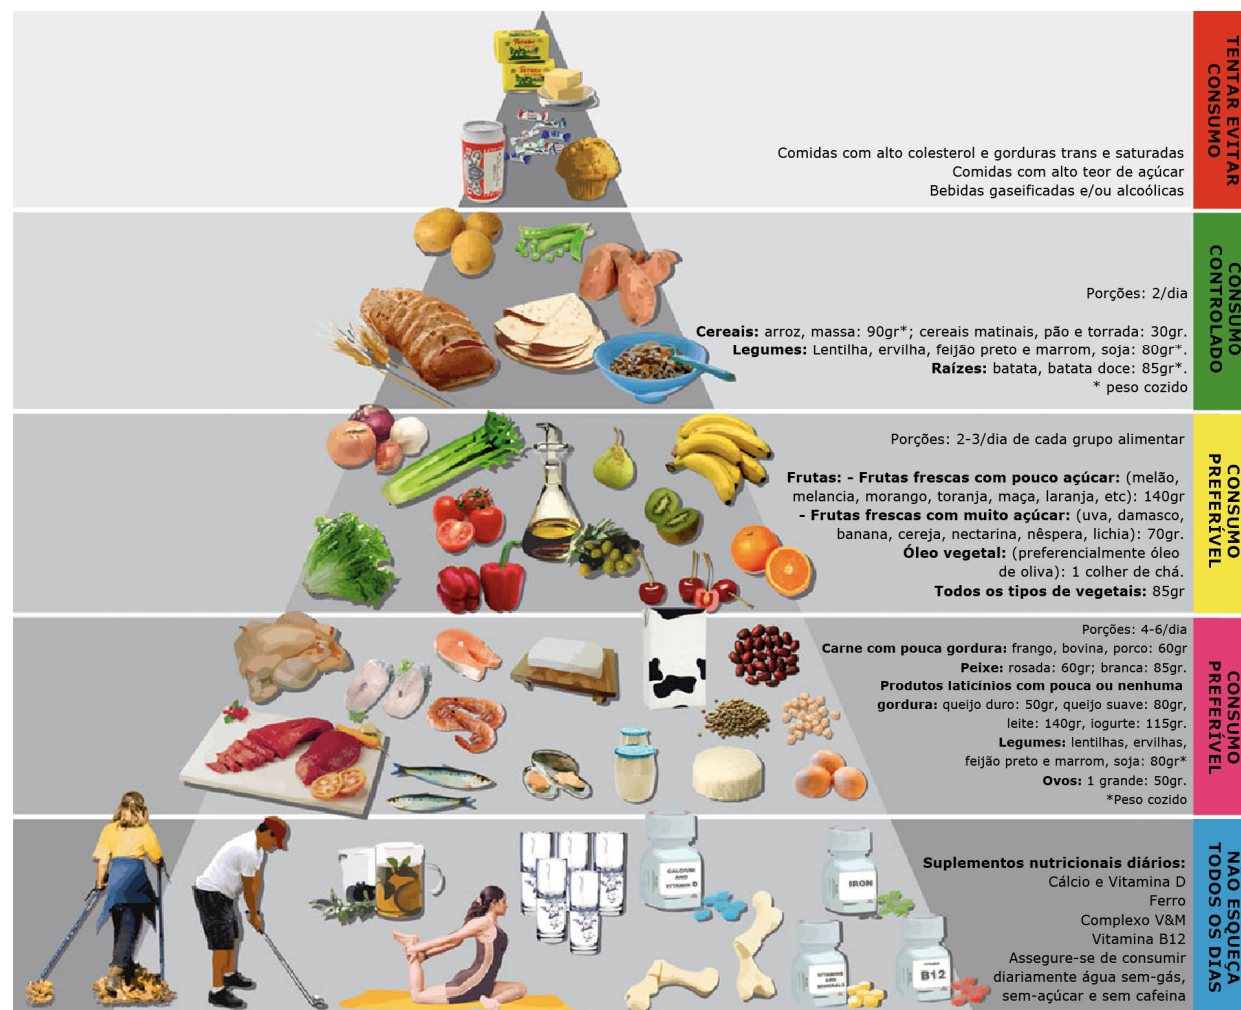 TENTAR EVITAR
CONSUMO
Comidas com alto colesterol e gorduras trans e saturadas
Comidas com alto teor de açúcar
Bebidas gaseificadas e/ou alcoólicas
CONSUMO
CONTROLADO
Porções: 2/dia
Cereais: arroz, massa: 90gr*; cereais matinais, pão e torrada: 30gr.
Legumes: Lentilha, ervilha, feijão preto e marrom, soja: 80gr*.
Raízes: batata, batata doce: 85gr*.
* peso cozido
CONSUMO
PREFERÍVEL
Porções: 2-3/dia de cada grupo alimentar
Frutas: - Frutas frescas com pouco açúcar: (melão,
melancia, morango, toranja, maça, laranja, etc): 140gr
- Frutas frescas com muito açúcar: (uva, damasco,
banana, cereja, nectarina, nêspera, lichia): 70gr.
Óleo vegetal: (preferencialmente óleo
de oliva): 1 colher de chá.
Todos os tipos de vegetais: 85gr
CONSUMO
PREFERÍVEL
Porções: 4-6/dia
Carne com pouca gordura: frango, bovina, porco: 60gr
Peixe: rosada: 60gr; branca: 85gr.
Produtos laticínios com pouca ou nenhuma
gordura: queijo duro: 50gr, queijo suave: 80gr,
leite: 140gr, iogurte: 115gr.
Legumes: lentilhas, ervilhas,
feijão preto e marrom, soja: 80gr*
Ovos: 1 grande: 50gr.
*Peso cozido
NAO ESQUEÇA
TODOS OS DIAS
Suplementos nutricionais diários:
Cálcio e Vitamina D
Ferro
Complexo V&M
Vitamina B12
Assegure-se de consumir
diariamente água sem-gás,
sem-açúcar e sem cafeina
CALCIUM
AND
VITAMIN D
IRON
VITAMINS
AND
MINERALS
B12